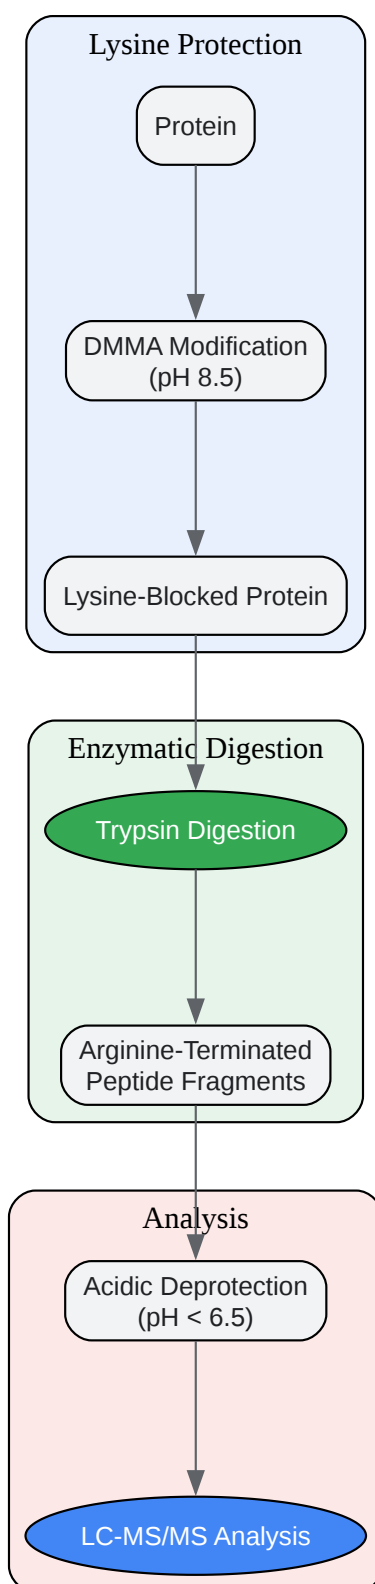 Lysine Protection
Protein
DMMA Modification
(pH 8.5)
Lysine-Blocked Protein
Enzymatic Digestion
Trypsin Digestion
Arginine-Terminated
Peptide Fragments
Analysis
Acidic Deprotection
(pH < 6.5)
LC-MS/MS Analysis